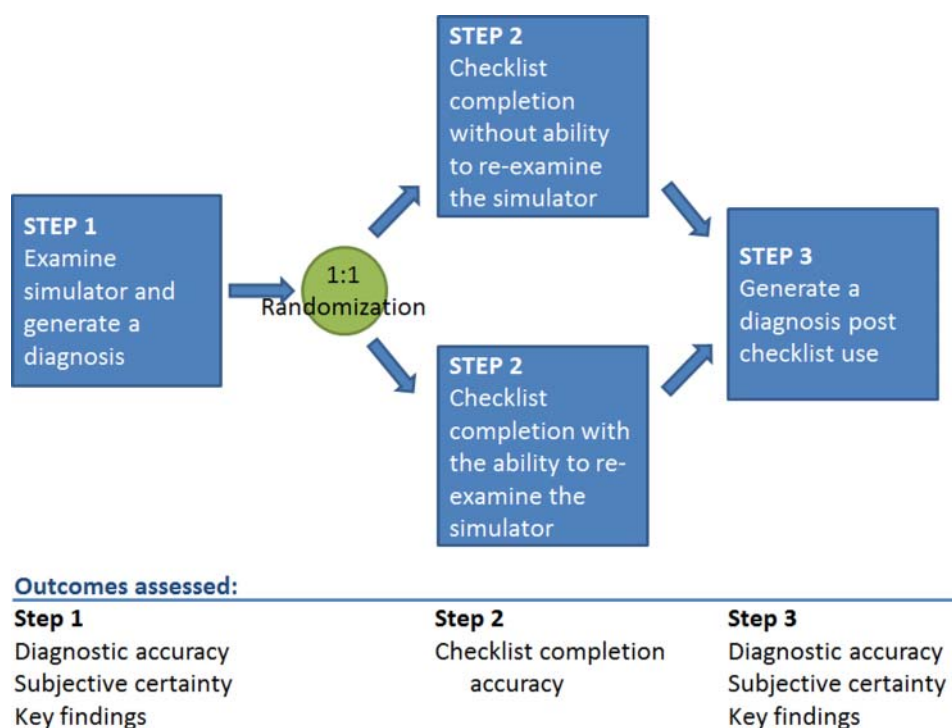 STEP 1
Examine
simulator and
generate a
diagnosis
1:1
Randomization
STEP 2
Checklist
completion
without ability
to re-examine
the simulator
STEP 2
Checklist
completion with
the ability to re-
examine the
simulator
STEP 3
Generate a
diagnosis post
checklist use
Outcomes assessed:
Step 1
Diagnostic accuracy
Subjective certainty
Key findings
Step 2
Checklist completion
accuracy
Step 3
Diagnostic accuracy
Subjective certainty
Key findings